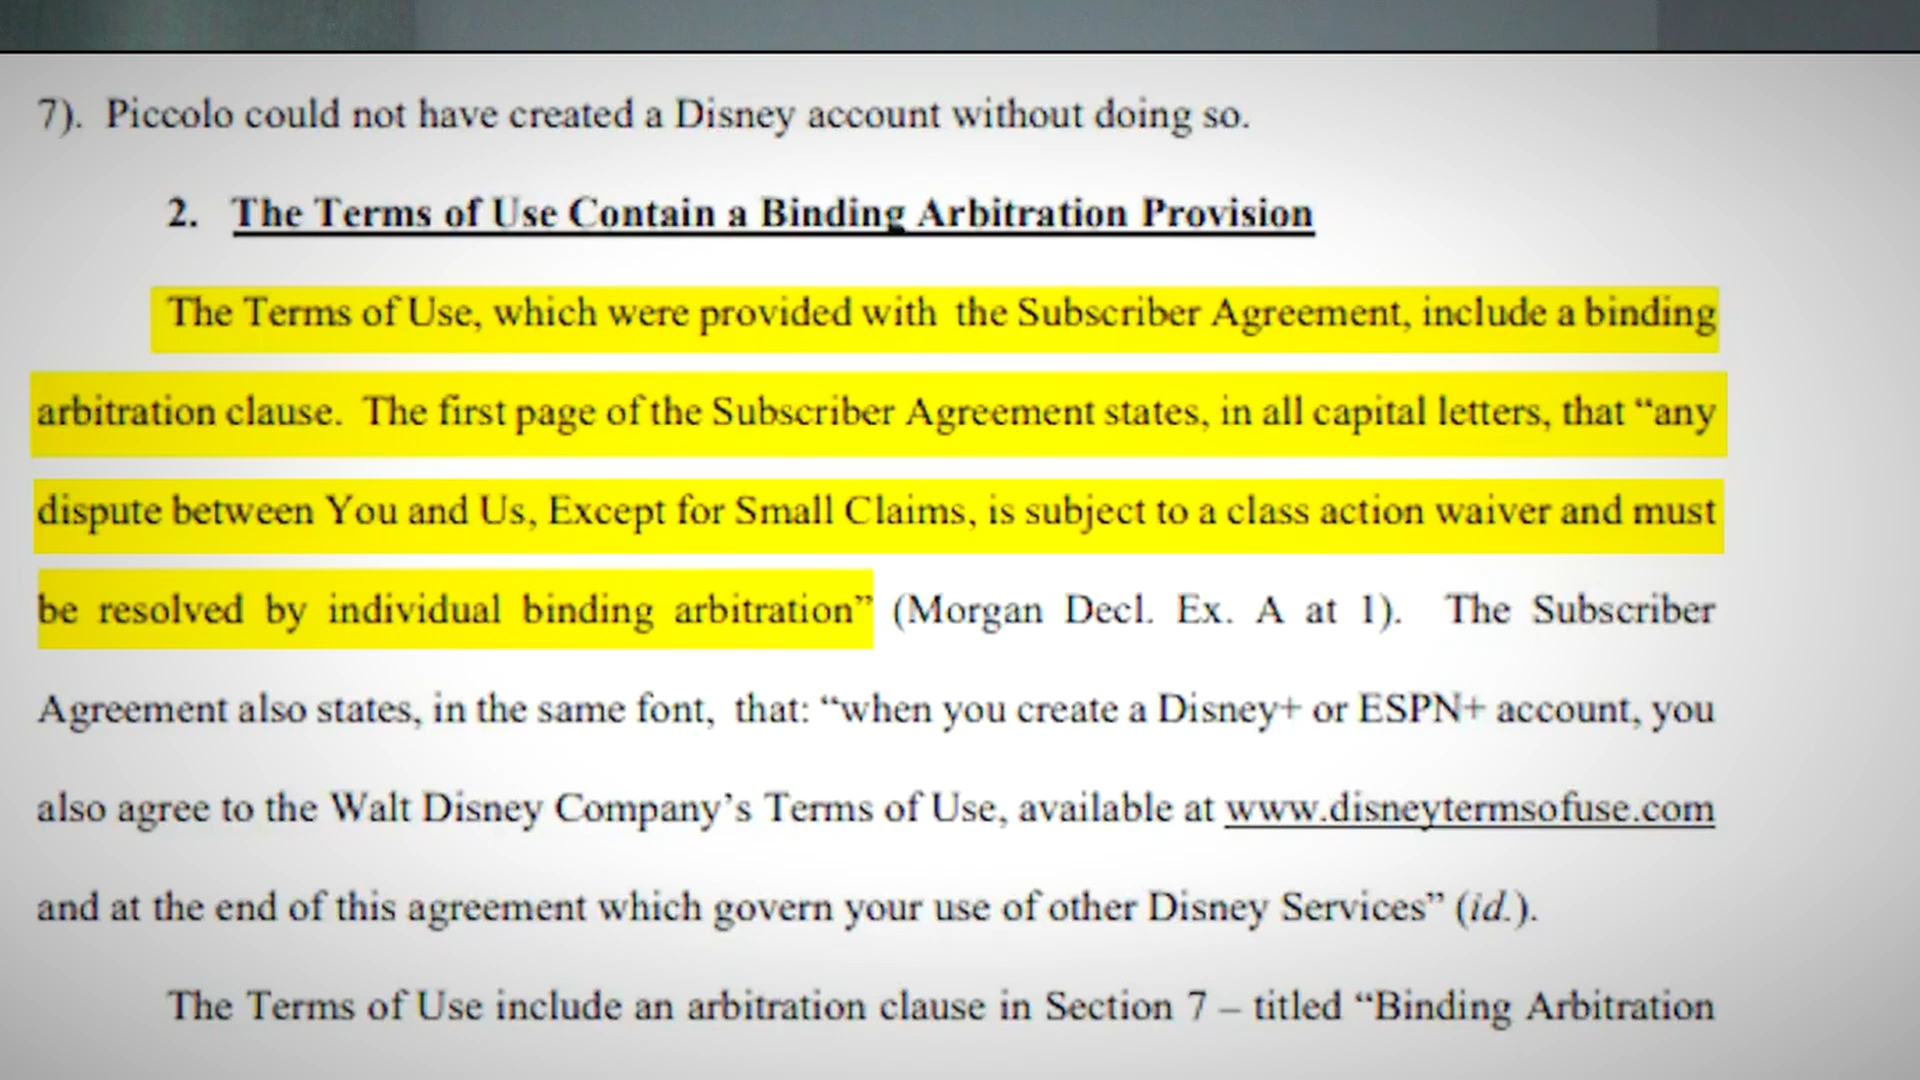 7). Piccolo could not have created a Disney account without doing so.
2. The Terms of Use Contain a Binding Arbitration Provision
The Terms of Use, which were provided with the Subscriber Agreement, include a binding
arbitration clause. The first page of the Subscriber Agreement states, in all capital letters, that “any
dispute between You and Us, Except for Small Claims, is subject to a class action waiver and must
be resolved by individual binding arbitration” (Morgan Decl. Ex. A at 1). The Subscriber
Agreement also states, in the same font, that: “when you create a Disney+ or ESPN+ account, you
also agree to the Walt Disney Company’s Terms of Use, available at www.disneytermsofuse.com
and at the end of this agreement which govern your use of other Disney Services” (id.).
The Terms of Use include an arbitration clause in Section 7 – titled “Binding Arbitration